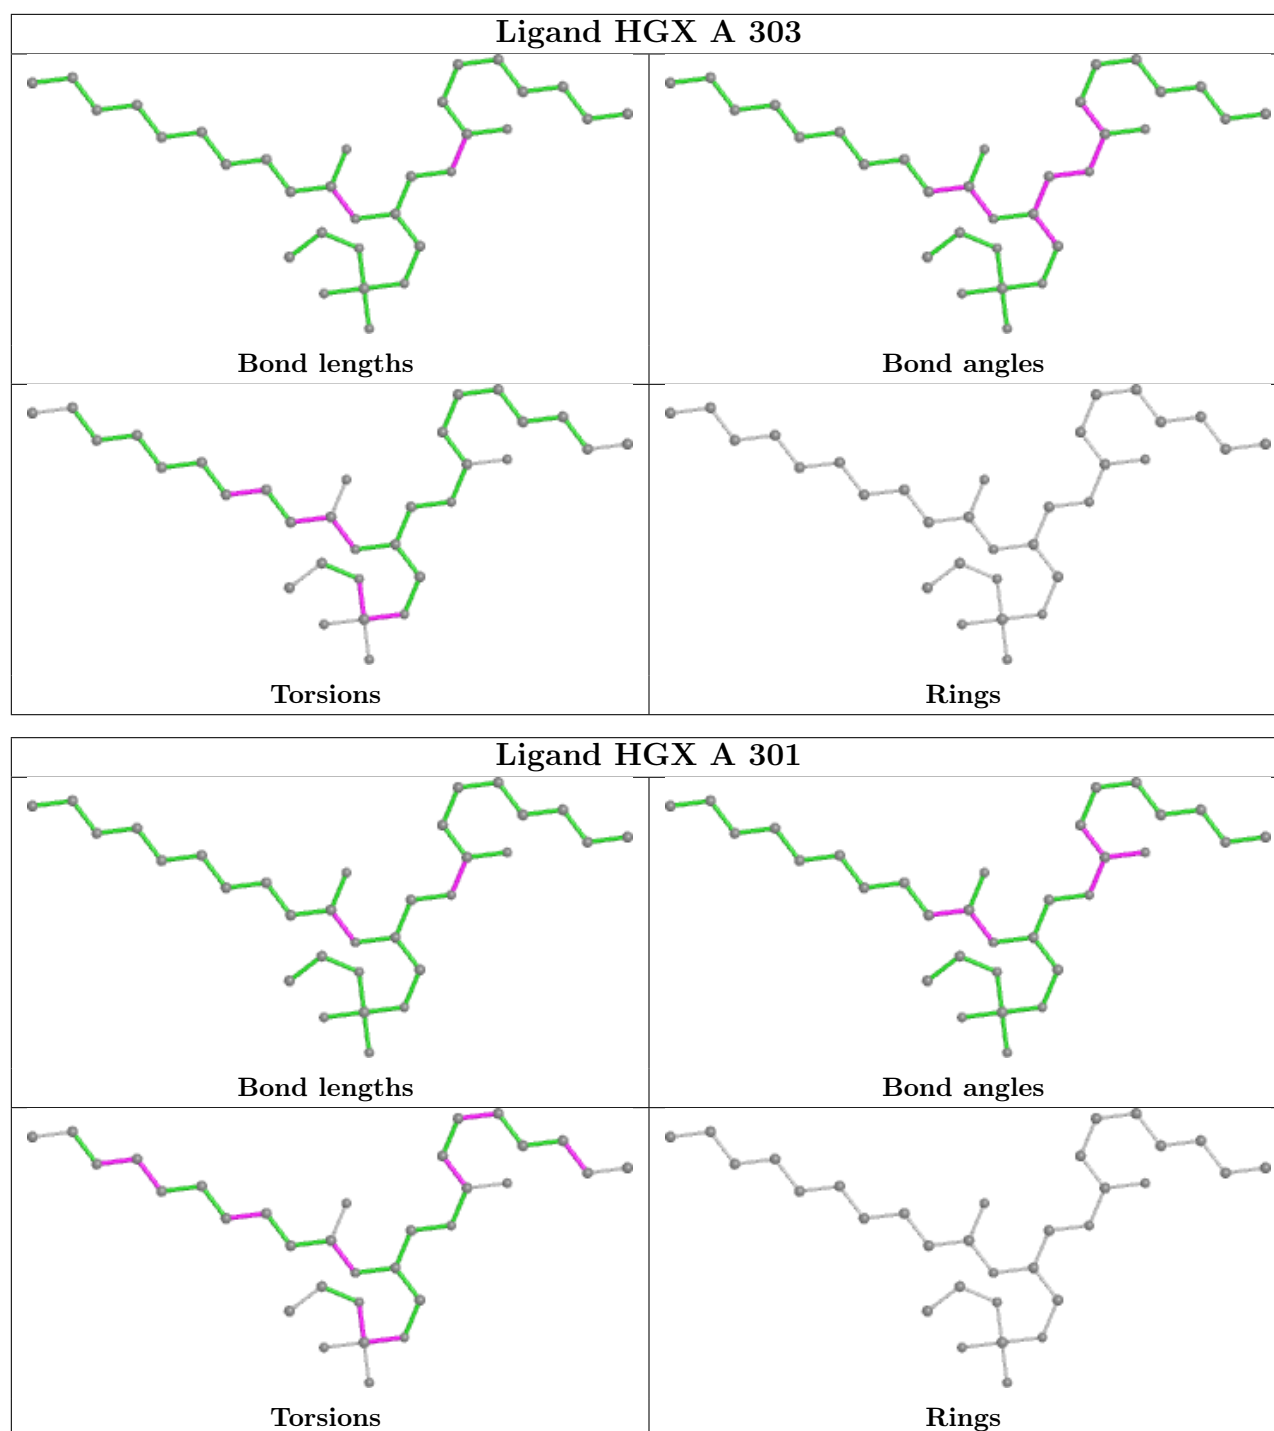 Ligand HGX A 303
Bond lengths
Bond angles
Torsions
Rings
Ligand HGX A 301
Bond lengths
Bond angles
Torsions
Rings